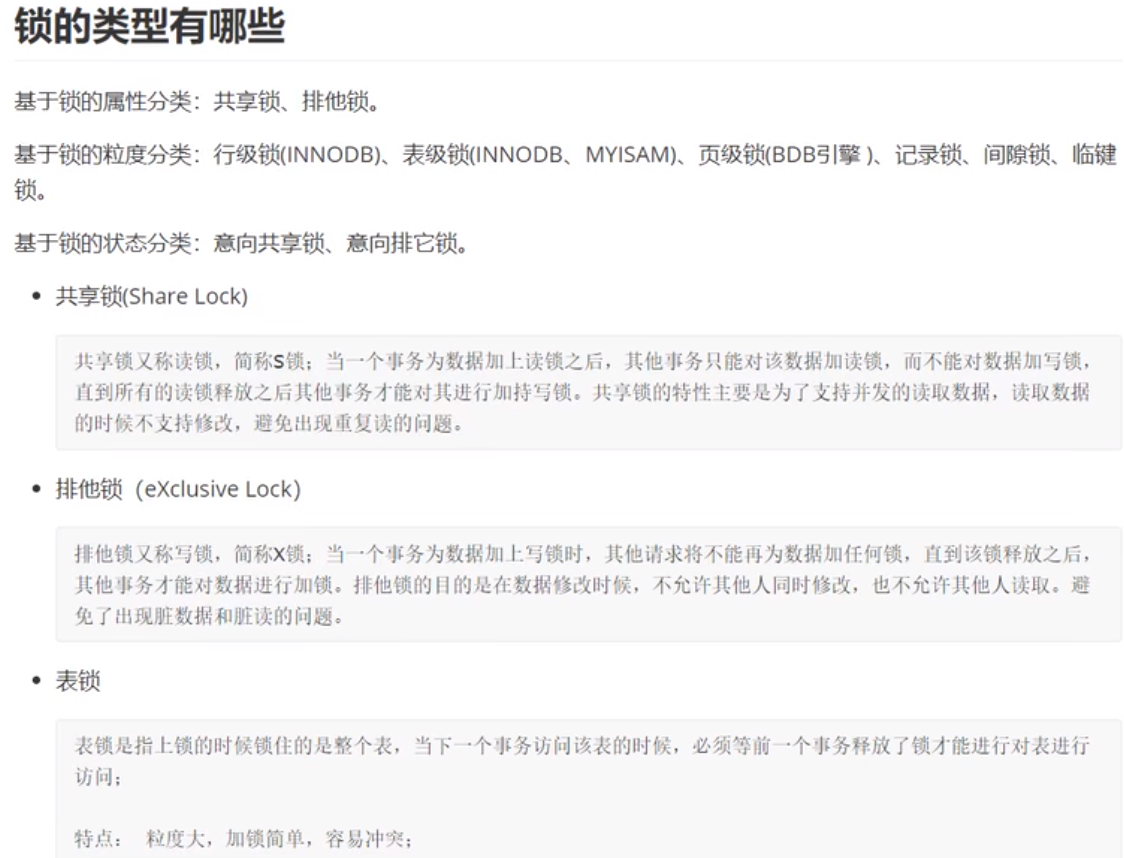 锁的类型有哪些
基于锁的属性分类：共享锁、排他锁。
基于锁的粒度分类：行级锁(INNODB)、表级锁(INNODB、MYISAM)、页级锁(BDB引擎 )、记录锁、间隙锁、临键
锁。
基于锁的状态分类：意向共享锁、意向排它锁。
共享锁(Share Lock)
共享锁又称读锁，简称S锁；当一个事务为数据加上读锁之后，其他事务只能对该数据加读锁，而不能对数据加写锁，
直到所有的读锁释放之后其他事务才能对其进行加持写锁。共享锁的特性主要是为了支持并发的读取数据，读取数据
的时候不支持修改，避免出现重复读的问题。
排他锁（eXclusive Lock）
排他锁又称写锁，简称X锁；当一个事务为数据加上写锁时，其他请求将不能再为数据加任何锁，直到该锁释放之后，
其他事务才能对数据进行加锁。排他锁的目的是在数据修改时候，不允许其他人同时修改，也不允许其他人读取。避
免了出现脏数据和脏读的问题。
表锁
表锁是指上锁的时候锁住的是整个表，当下一个事务访问该表的时候，必须等前一个事务释放了锁才能进行对表进行
访问；
特点： 粒度大，加锁简单，容易冲突；